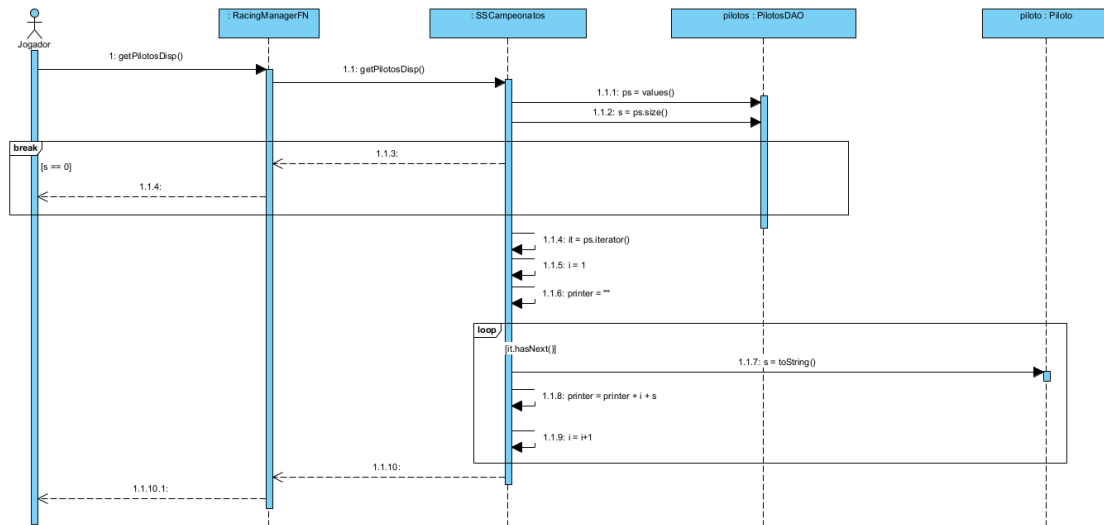 : RacingManagerFN
: SSCampeonatos
pilotos : PilotosDAO
piloto : Piloto
Jogador
1: getPilotosDisp()
1.1: getPilotosDisp()
1.1.1: ps = values()
1.1.2: s = ps.size()
break
[s == 0]
1.1.3:
1.1.4:
1.1.4: it = ps.iterator()
1.1.5: i = 1
1.1.6: printer = ""
loop
[it.hasNext()]
1.1.7: s = toString()
1.1.8: printer = printer + i + s
1.1.9: i = i+1
1.1.10:
1.1.10.1: